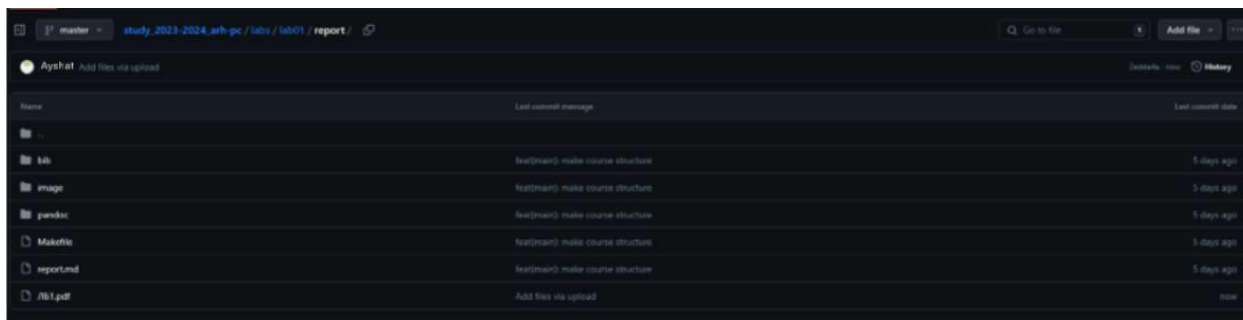 master study_2023-2024_arh-pc / labs / lab01 / report / Go to file Add file
Ayshat Add files via upload now History
Name Last commit message Last commit date
..
bib feat(main): make course structure 5 days ago
image feat(main): make course structure 5 days ago
pandoc feat(main): make course structure 5 days ago
Makefile feat(main): make course structure 5 days ago
report.md feat(main): make course structure 5 days ago
Л61.pdf Add files via upload now